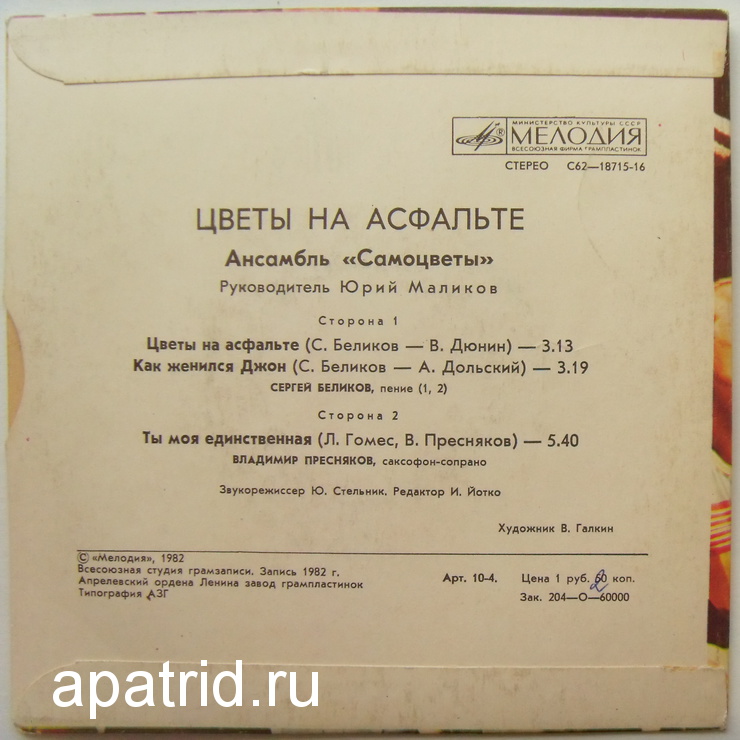 МИНИСТЕРСТВО КУЛЬТУРЫ СССР
МЕЛОДИЯ
ВСЕСОЮЗНАЯ ФИРМА ГРАМПЛАСТИНОК
СТЕРЕО С62—18715-16
ЦВЕТЫ НА АСФАЛЬТЕ
Ансамбль «Самоцветы»
Руководитель Юрий Маликов
Сторона 1
Цветы на асфальте (С. Беликов — В. Дюнин) — 3.13
Как женился Джон (С. Беликов — А. Дольский) — 3.19
СЕРГЕЙ БЕЛИКОВ, пение (1, 2)
Сторона 2
Ты моя единственная (Л. Гомес, В. Пресняков) — 5.40
ВЛАДИМИР ПРЕСНЯКОВ, саксофон-сопрано
Звукорежиссер Ю. Стельник. Редактор И. Йотко
Художник В. Галкин
© «Мелодия», 1982
Всесоюзная студия грамзаписи. Запись 1982 г.
Апрелевский ордена Ленина завод грампластинок
Типография АЗГ
Арт. 10-4. Цена 1 руб. 60 коп.
Зак. 204—О—60000
2
apatrid.ru